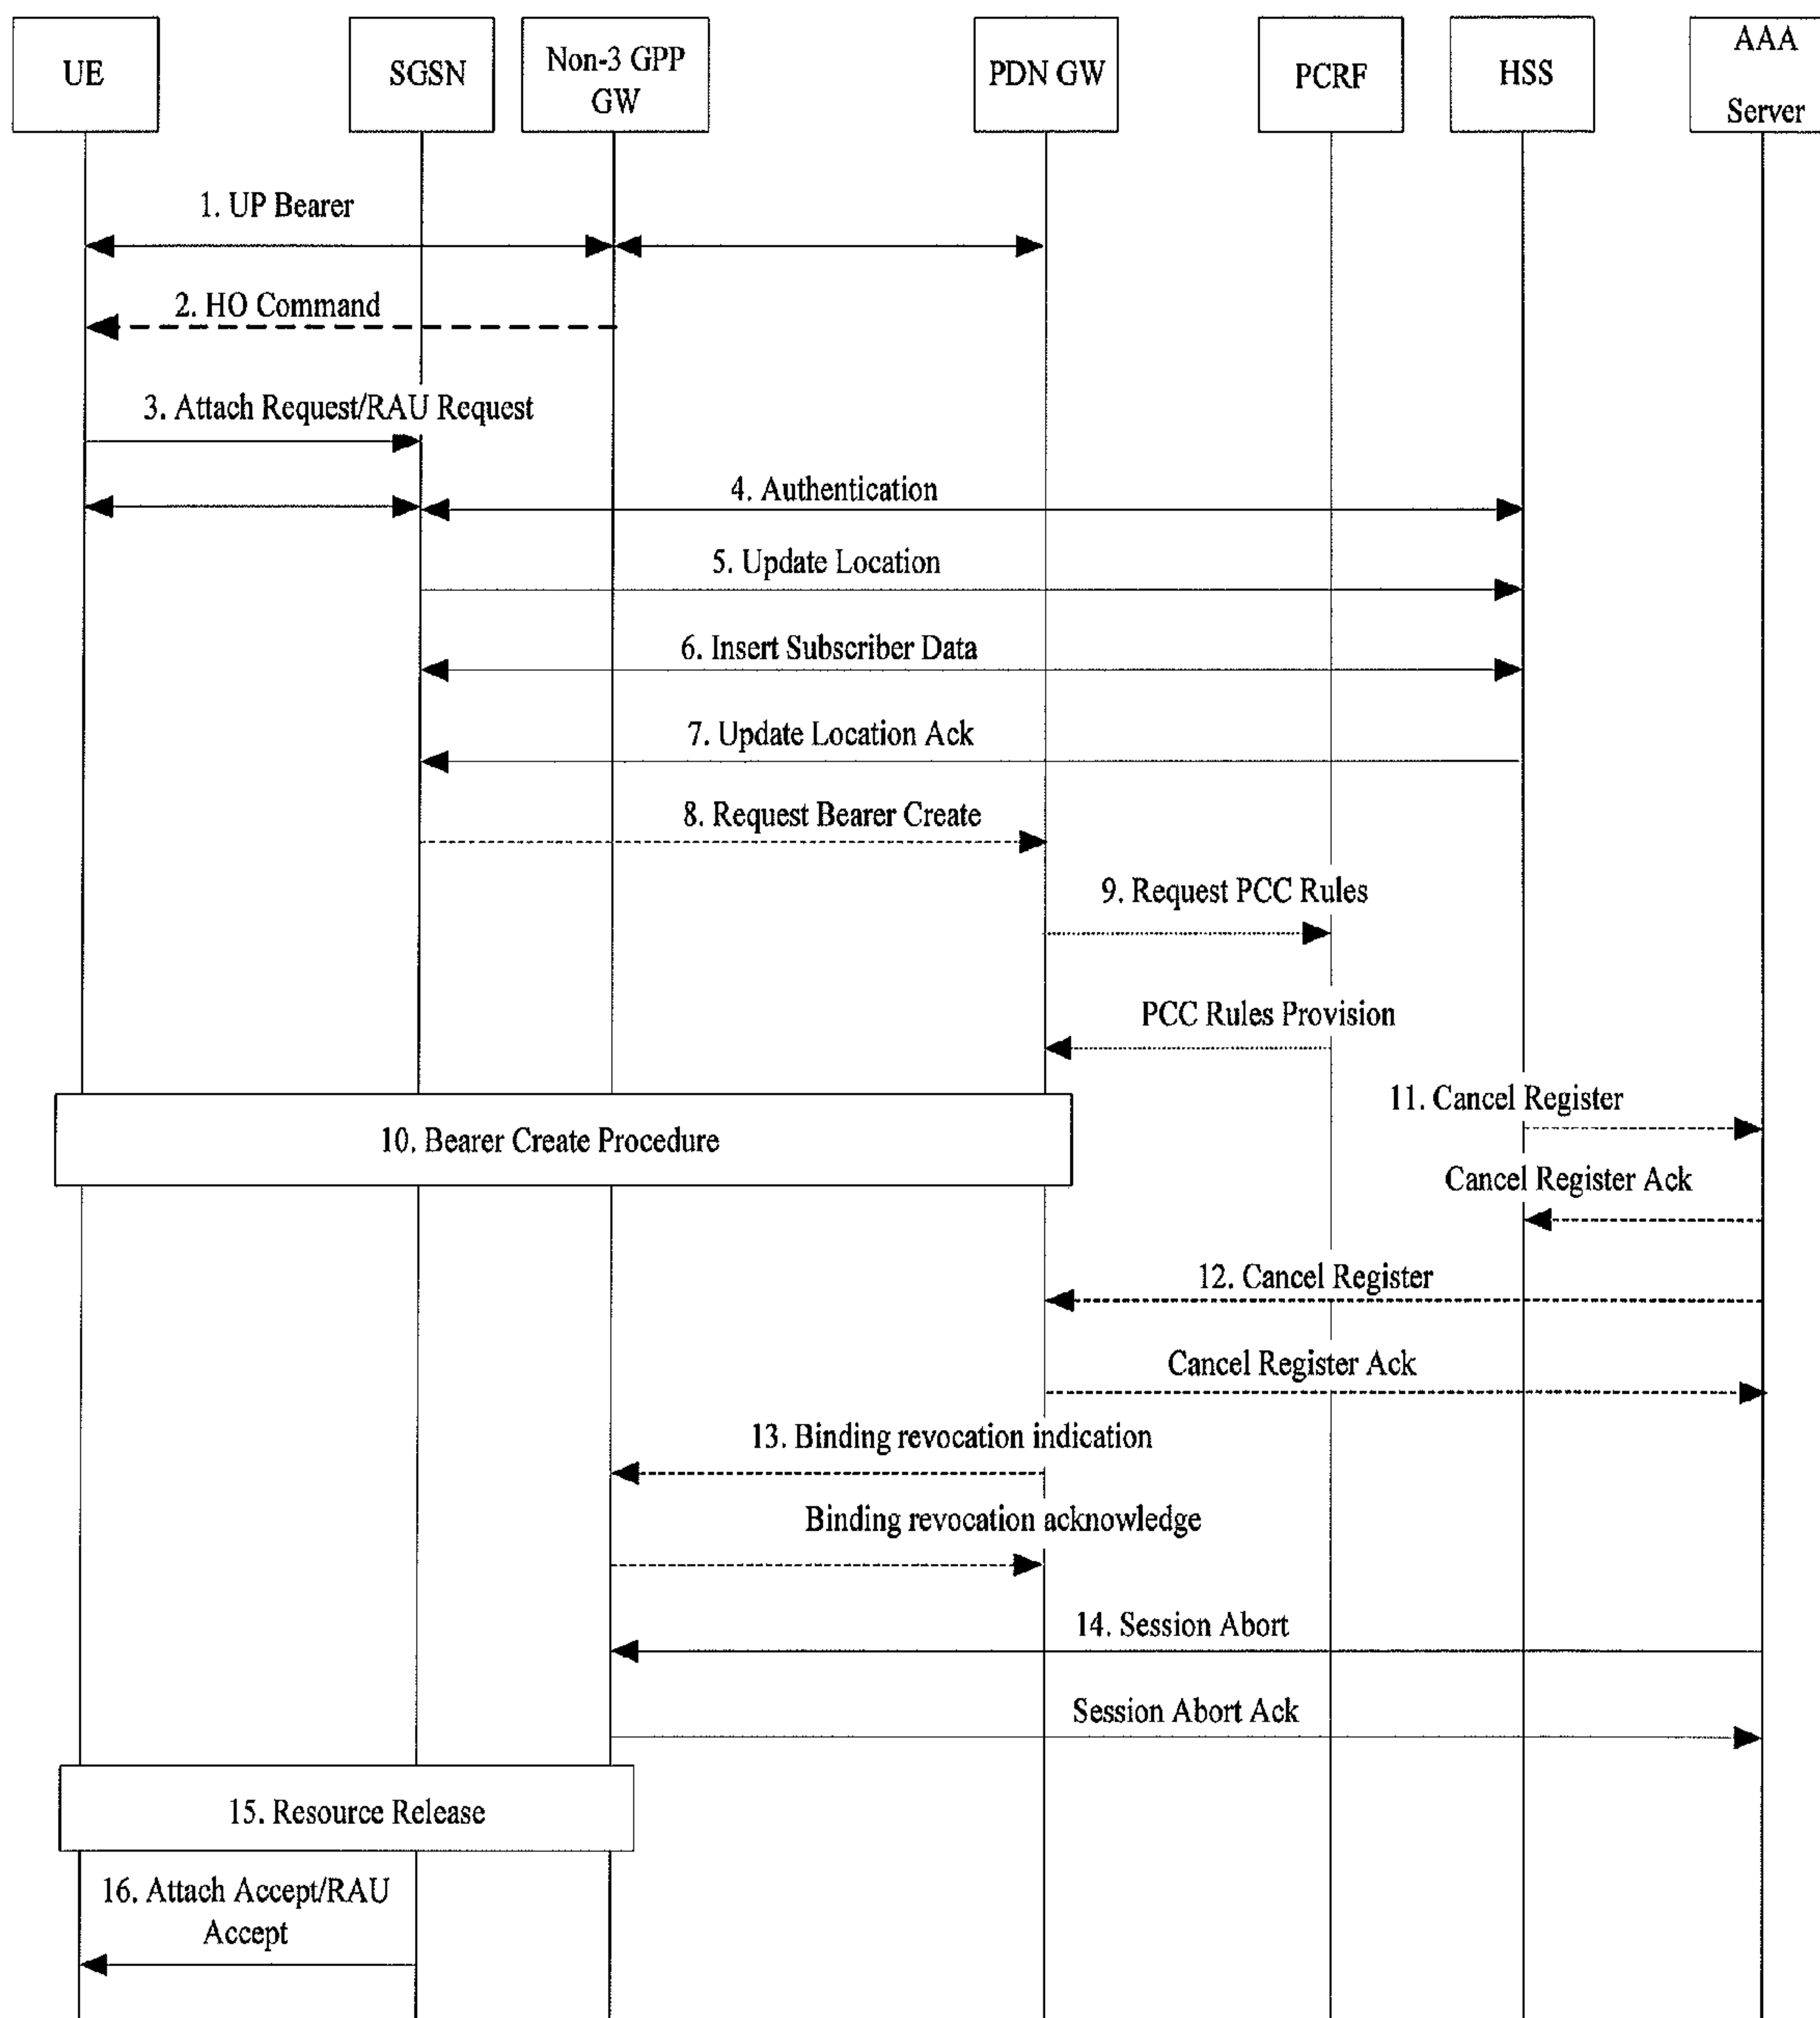 UE
SGSN
Non-3 GPP
GW
PDN GW
PCRF
HSS
AAA
Server
1. UP Bearer
2. HO Command
3. Attach Request/RAU Request
4. Authentication
5. Update Location
6. Insert Subscriber Data
7. Update Location Ack
8. Request Bearer Create
9. Request PCC Rules
PCC Rules Provision
11. Cancel Register
10. Bearer Create Procedure
Cancel Register Ack
12. Cancel Register
Cancel Register Ack
13. Binding revocation indication
Binding revocation acknowledge
14. Session Abort
Session Abort Ack
15. Resource Release
16. Attach Accept/RAU
Accept